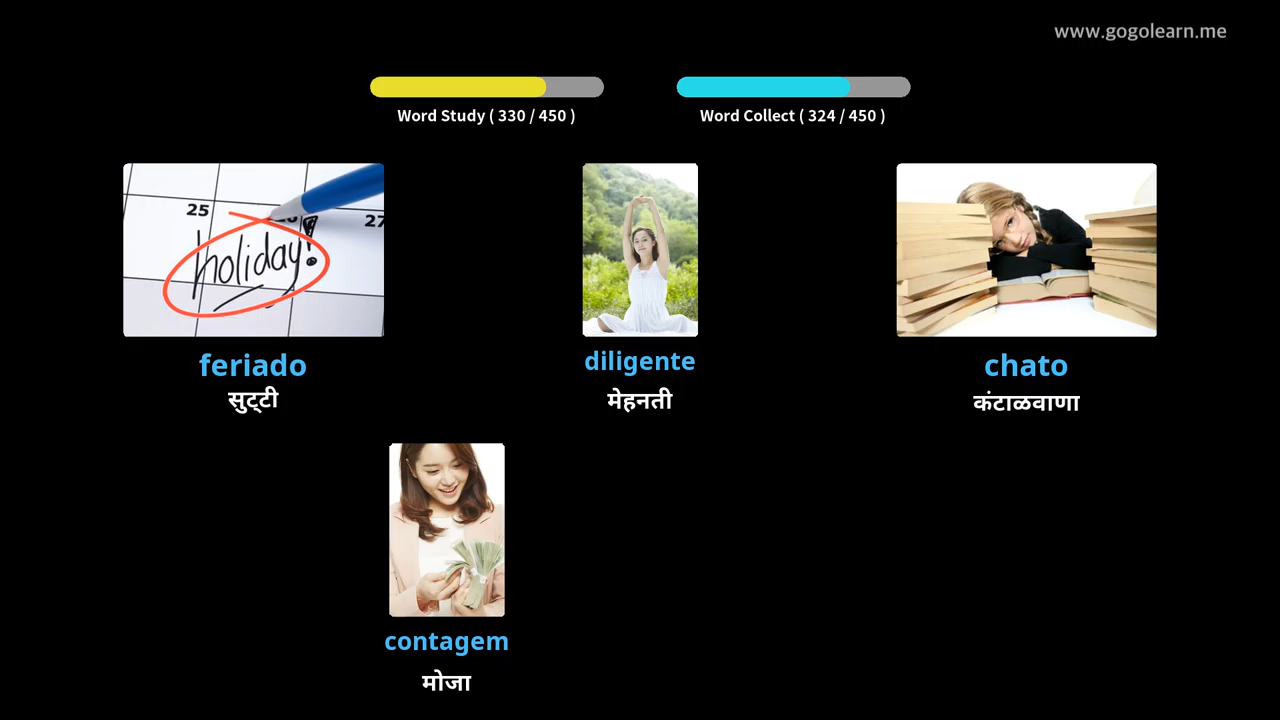 www.gogolearn.me
Word Study ( 330 / 450 )
Word Collect ( 324 / 450 )
25
27
holiday!
feriado
diligente
chato
सुट्टी
मेहनती
कंटाळवाणा
contagem
मोजा